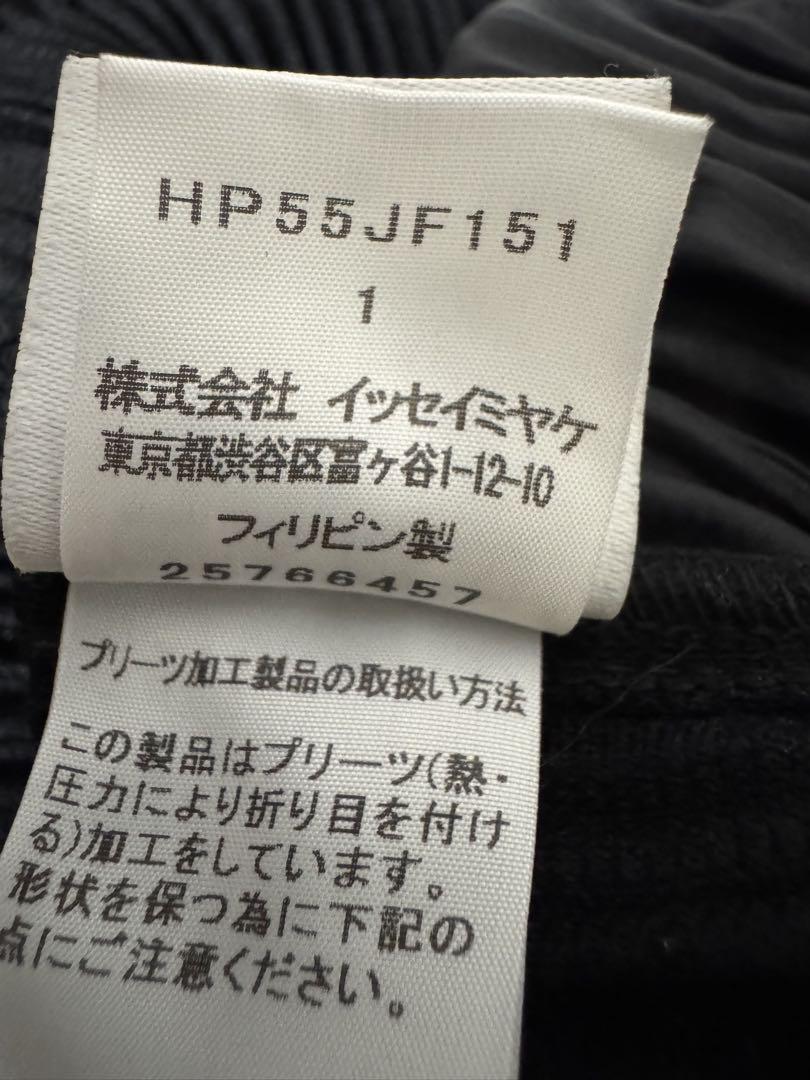 HP55JF151
1
株式会社 イッセイミヤケ
東京都渋谷区富ヶ谷1-12-10
フィリピン製
25766457
プリーツ加工製品の取扱い方法
この製品はプリーツ(熱・
圧力により折り目を付け
る)加工をしています。
形状を保つ為に下記の
点にご注意ください。